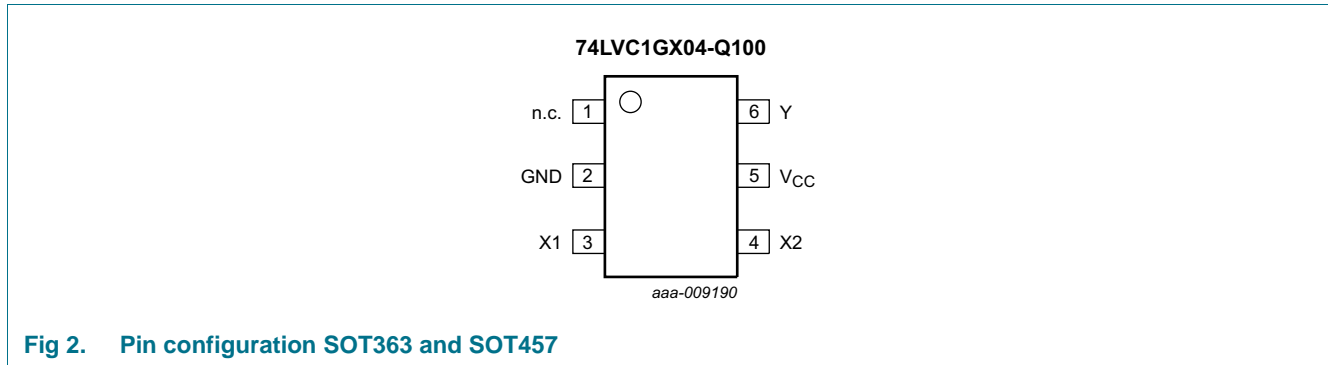 74LVC1GX04-Q100
n.c. 1 6 Y
GND 2 5 VCC
X1 3 4 X2
aaa-009190
Fig 2. Pin configuration SOT363 and SOT457